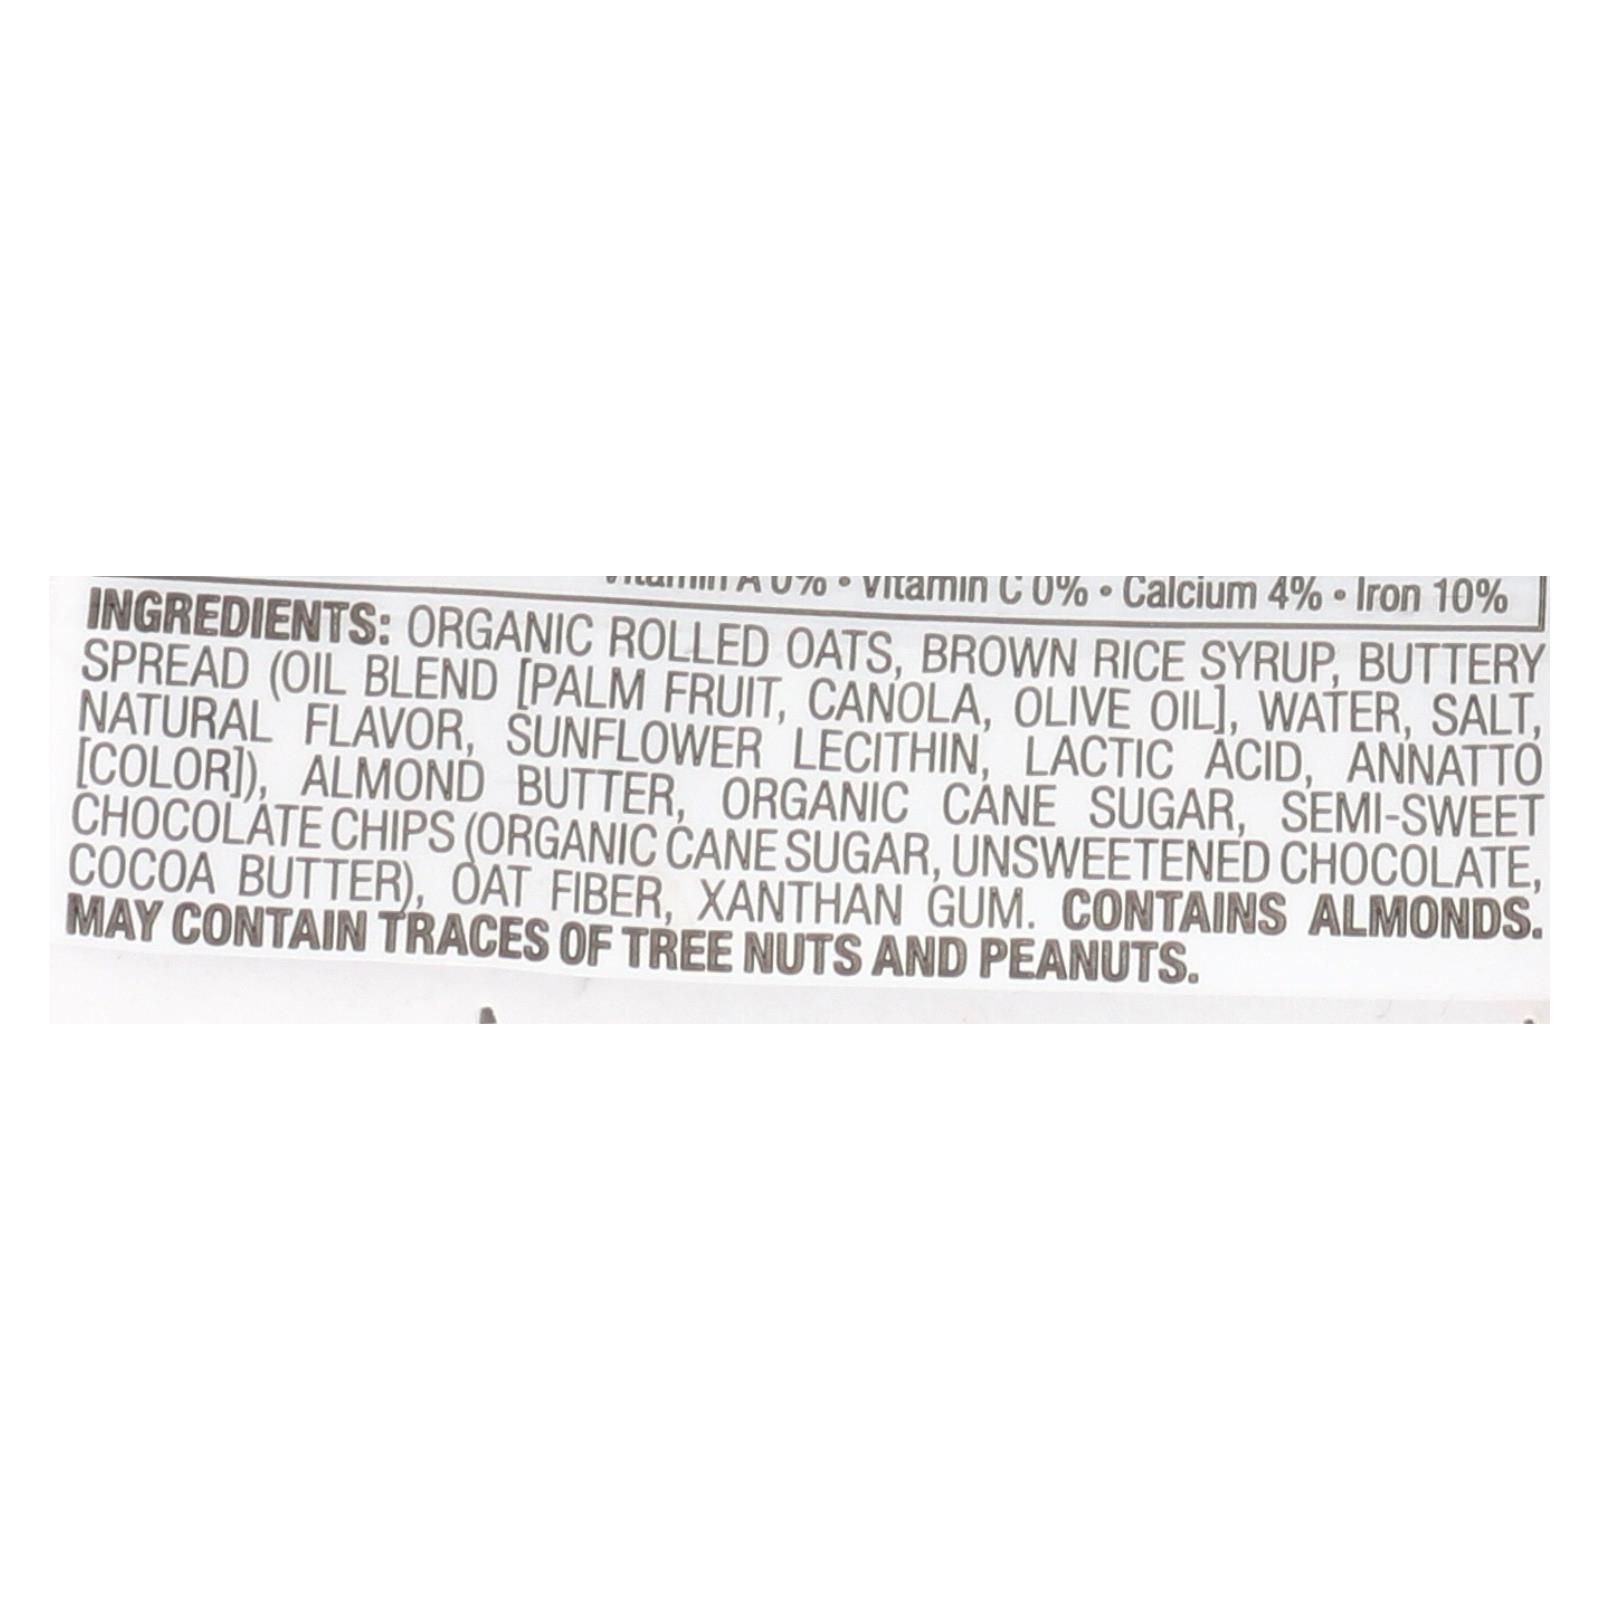 Vitamin A 0% • Vitamin C 0% • Calcium 4% • Iron 10%
INGREDIENTS: ORGANIC ROLLED OATS, BROWN RICE SYRUP, BUTTERY
SPREAD (OIL BLEND [PALM FRUIT, CANOLA, OLIVE OIL], WATER, SALT,
NATURAL FLAVOR, SUNFLOWER LECITHIN, LACTIC ACID, ANNATTO
[COLOR]), ALMOND BUTTER, ORGANIC CANE SUGAR, SEMI-SWEET
CHOCOLATE CHIPS (ORGANIC CANE SUGAR, UNSWEETENED CHOCOLATE,
COCOA BUTTER), OAT FIBER, XANTHAN GUM. CONTAINS ALMONDS.
MAY CONTAIN TRACES OF TREE NUTS AND PEANUTS.